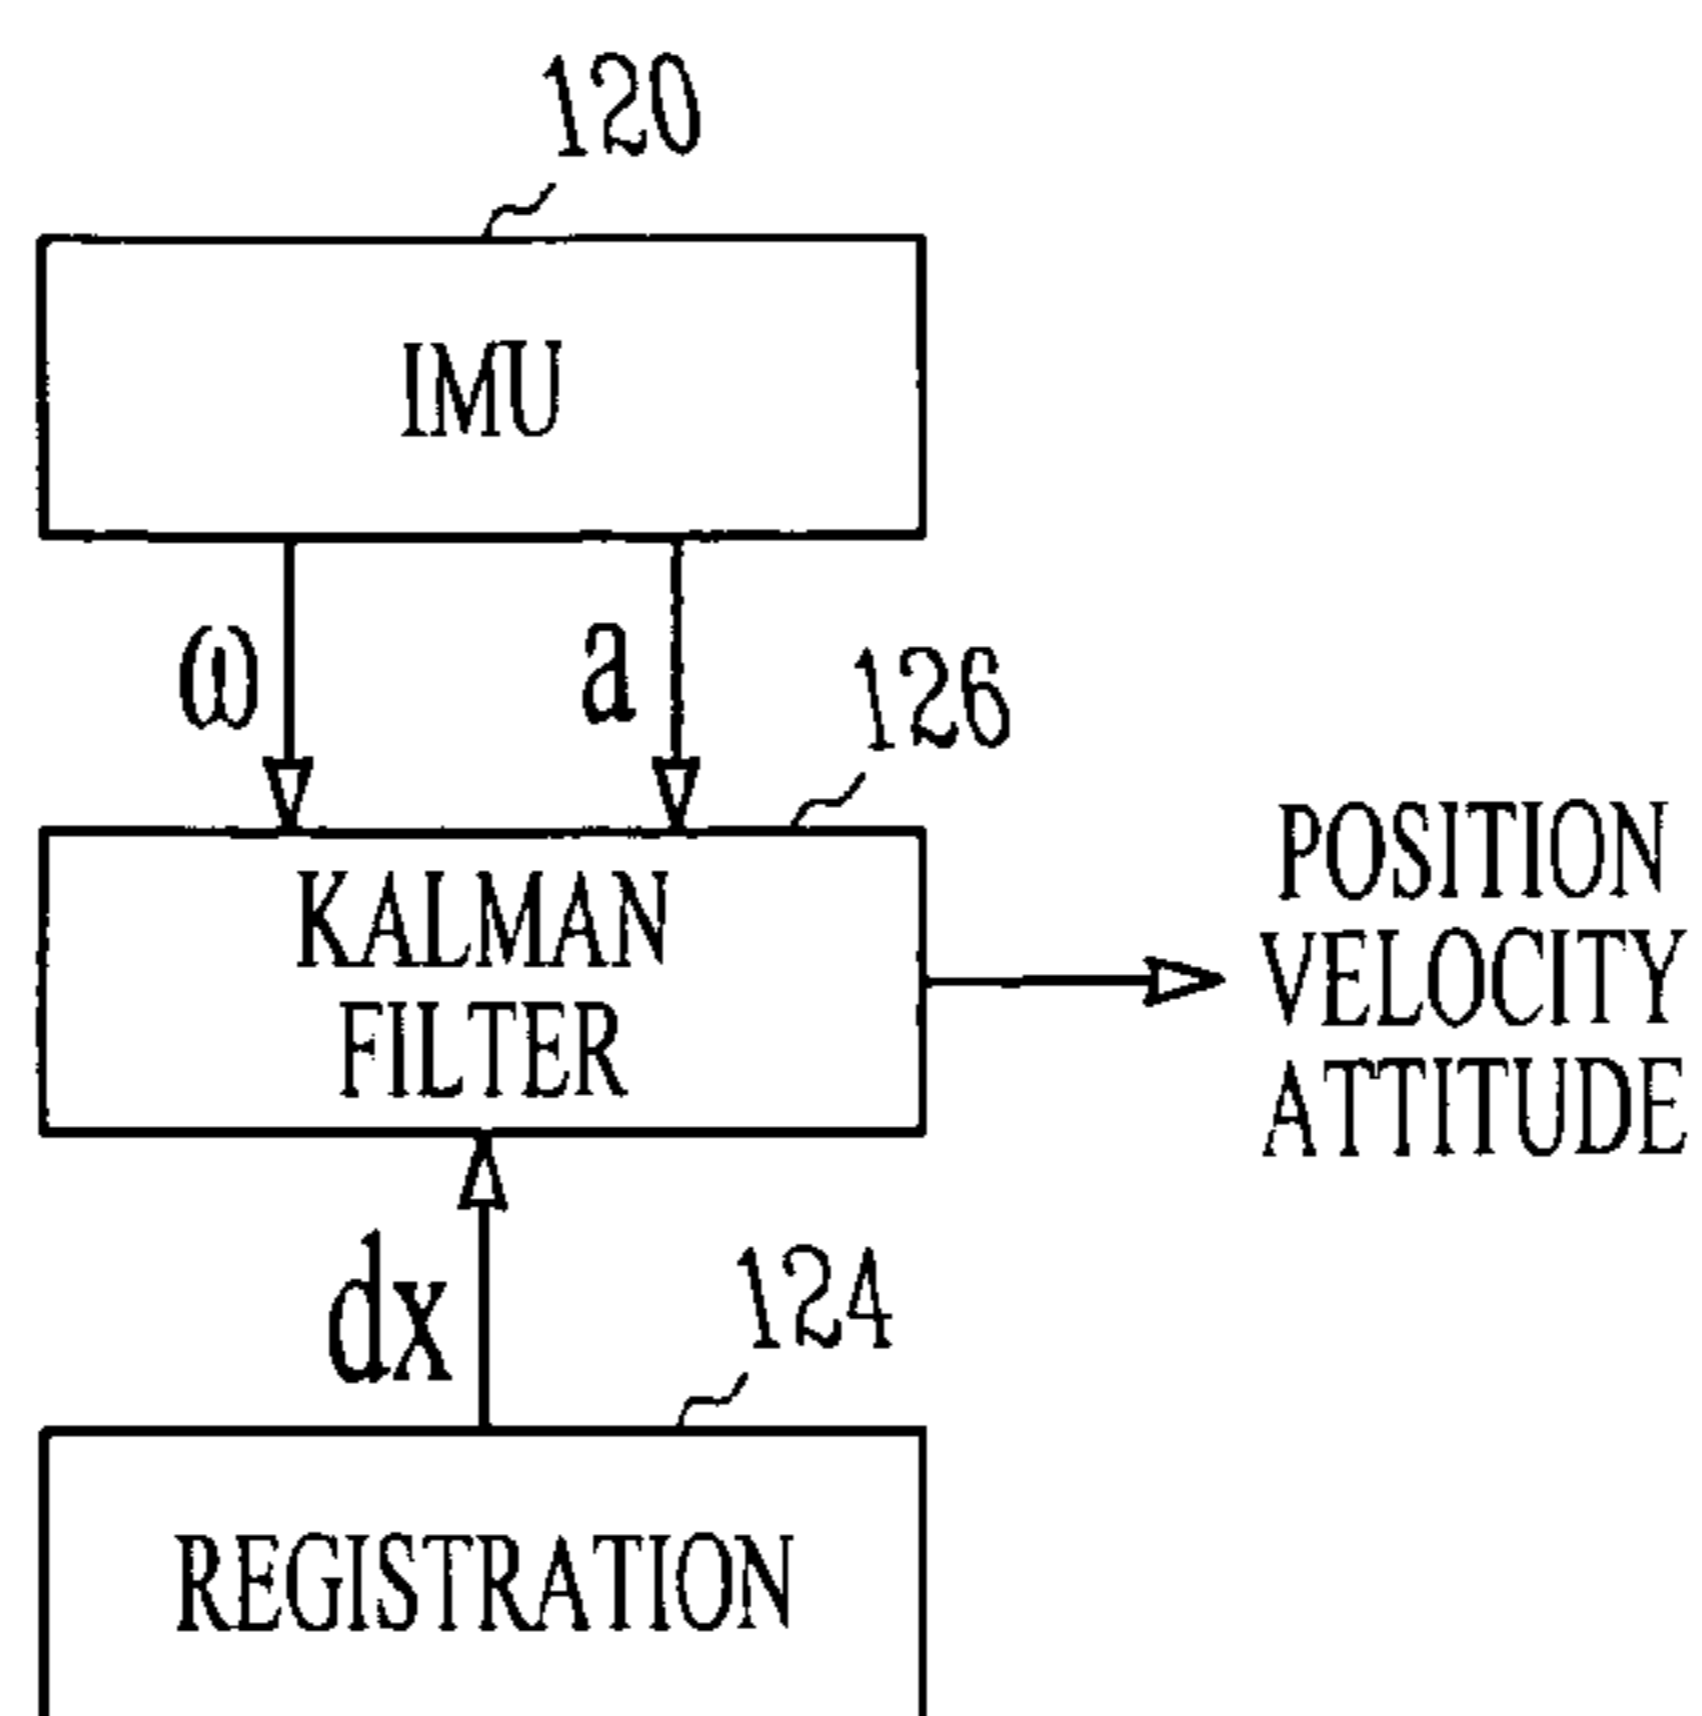 120
IMU
ω
a
126
KALMAN
FILTER
POSITION
VELOCITY
ATTITUDE
dx
124
REGISTRATION